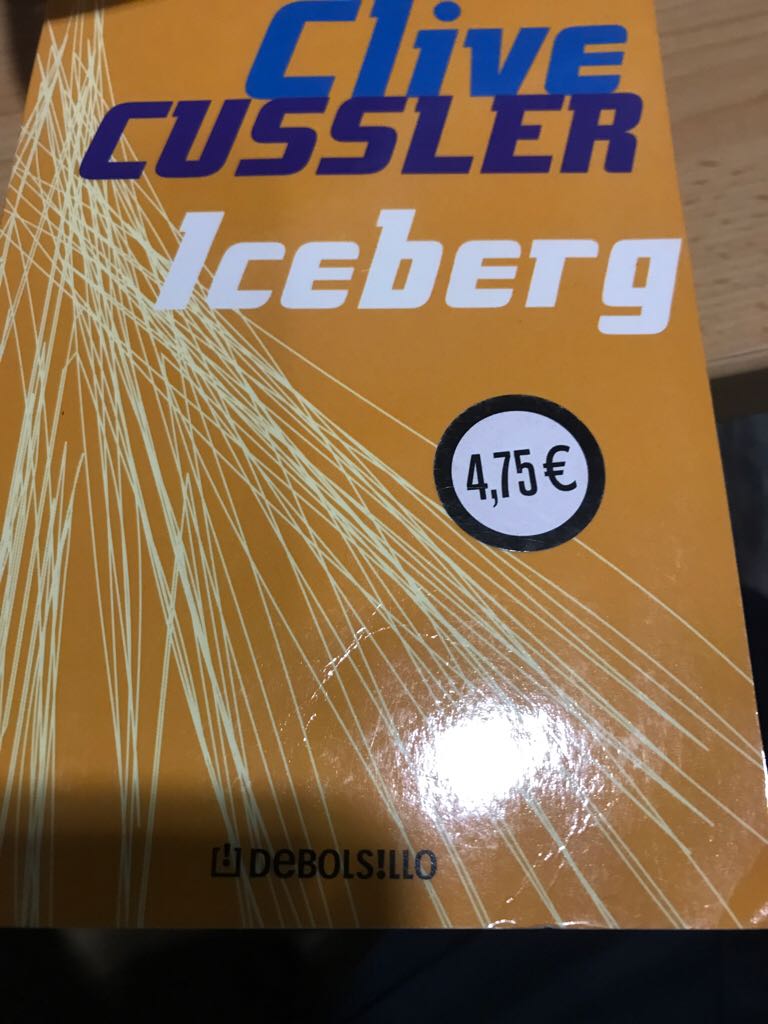 Clive
CUSSLER
Iceberg
4,75€
DEBOLS!LLO